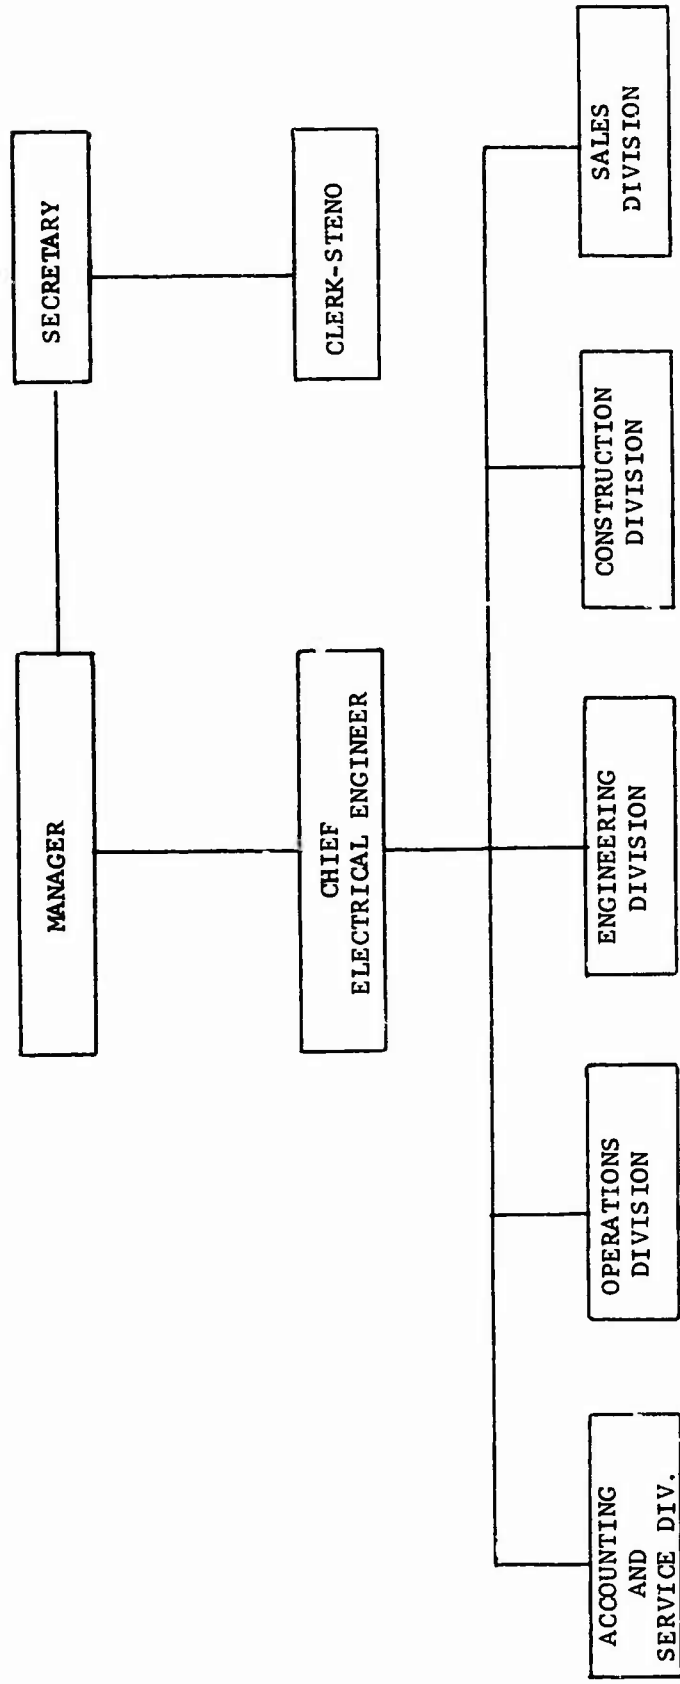 MANAGER
SECRETARY
CHIEF
ELECTRICAL ENGINEER
CLERK-STENO
ACCOUNTING
AND
SERVICE DIV.
OPERATIONS
DIVISION
ENGINEERING
DIVISION
CONSTRUCTION
DIVISION
SALES
DIVISION